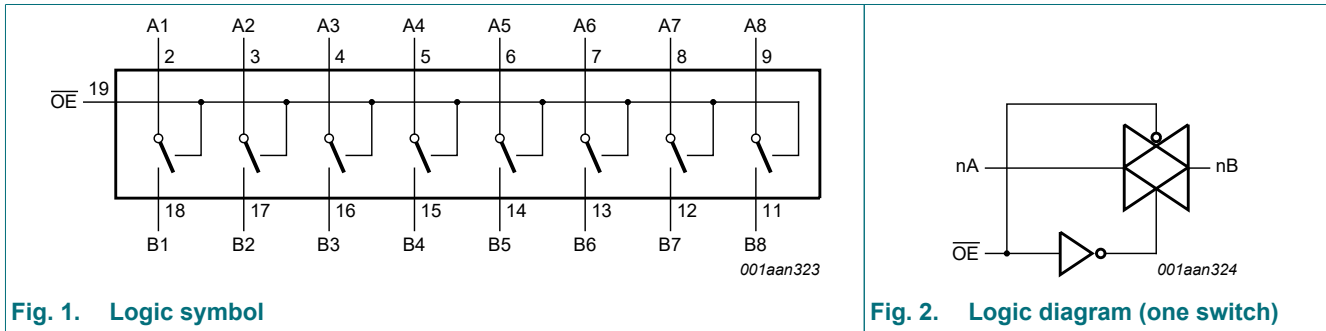 A1 A2 A3 A4 A5 A6 A7 A8
2 3 4 5 6 7 8 9
19
O̅E̅
18 17 16 15 14 13 12 11
B1 B2 B3 B4 B5 B6 B7 B8
001aan323
Fig. 1. Logic symbol
nA nB
O̅E̅
001aan324
Fig. 2. Logic diagram (one switch)